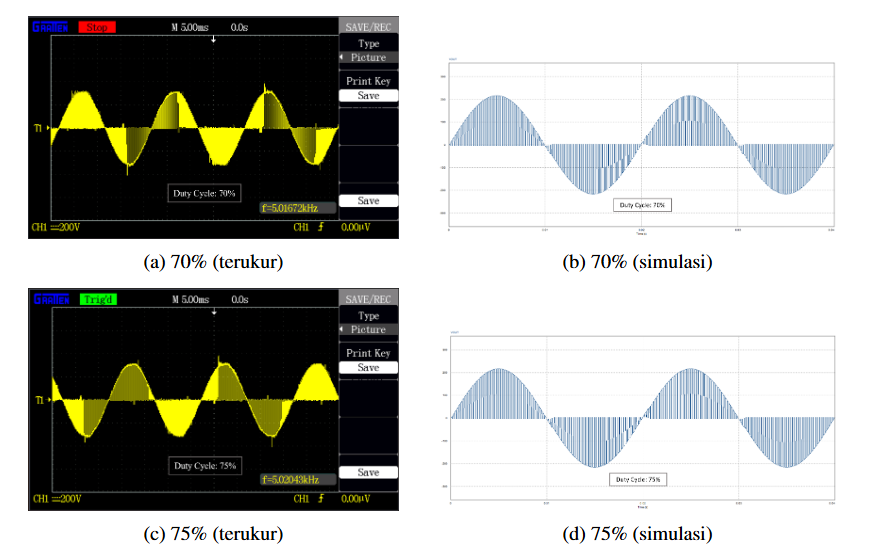 Stop M 5.00ms 0.0s SAVE/REC
Type
Picture
Print Key
Save
T1
Duty Cycle: 70%
Save
f=5.01672kHz
CH1 200V CH1 0.00µV
Duty Cycle: 70%
(a) 70% (terukur)
(b) 70% (simulasi)
Trig'd M 5.00ms 0.0s SAVE/REC
Type
Picture
Print Key
Save
T1
Duty Cycle: 75%
Save
f=5.02043kHz
CH1 200V CH1 0.00µV
Duty Cycle: 75%
(c) 75% (terukur)
(d) 75% (simulasi)